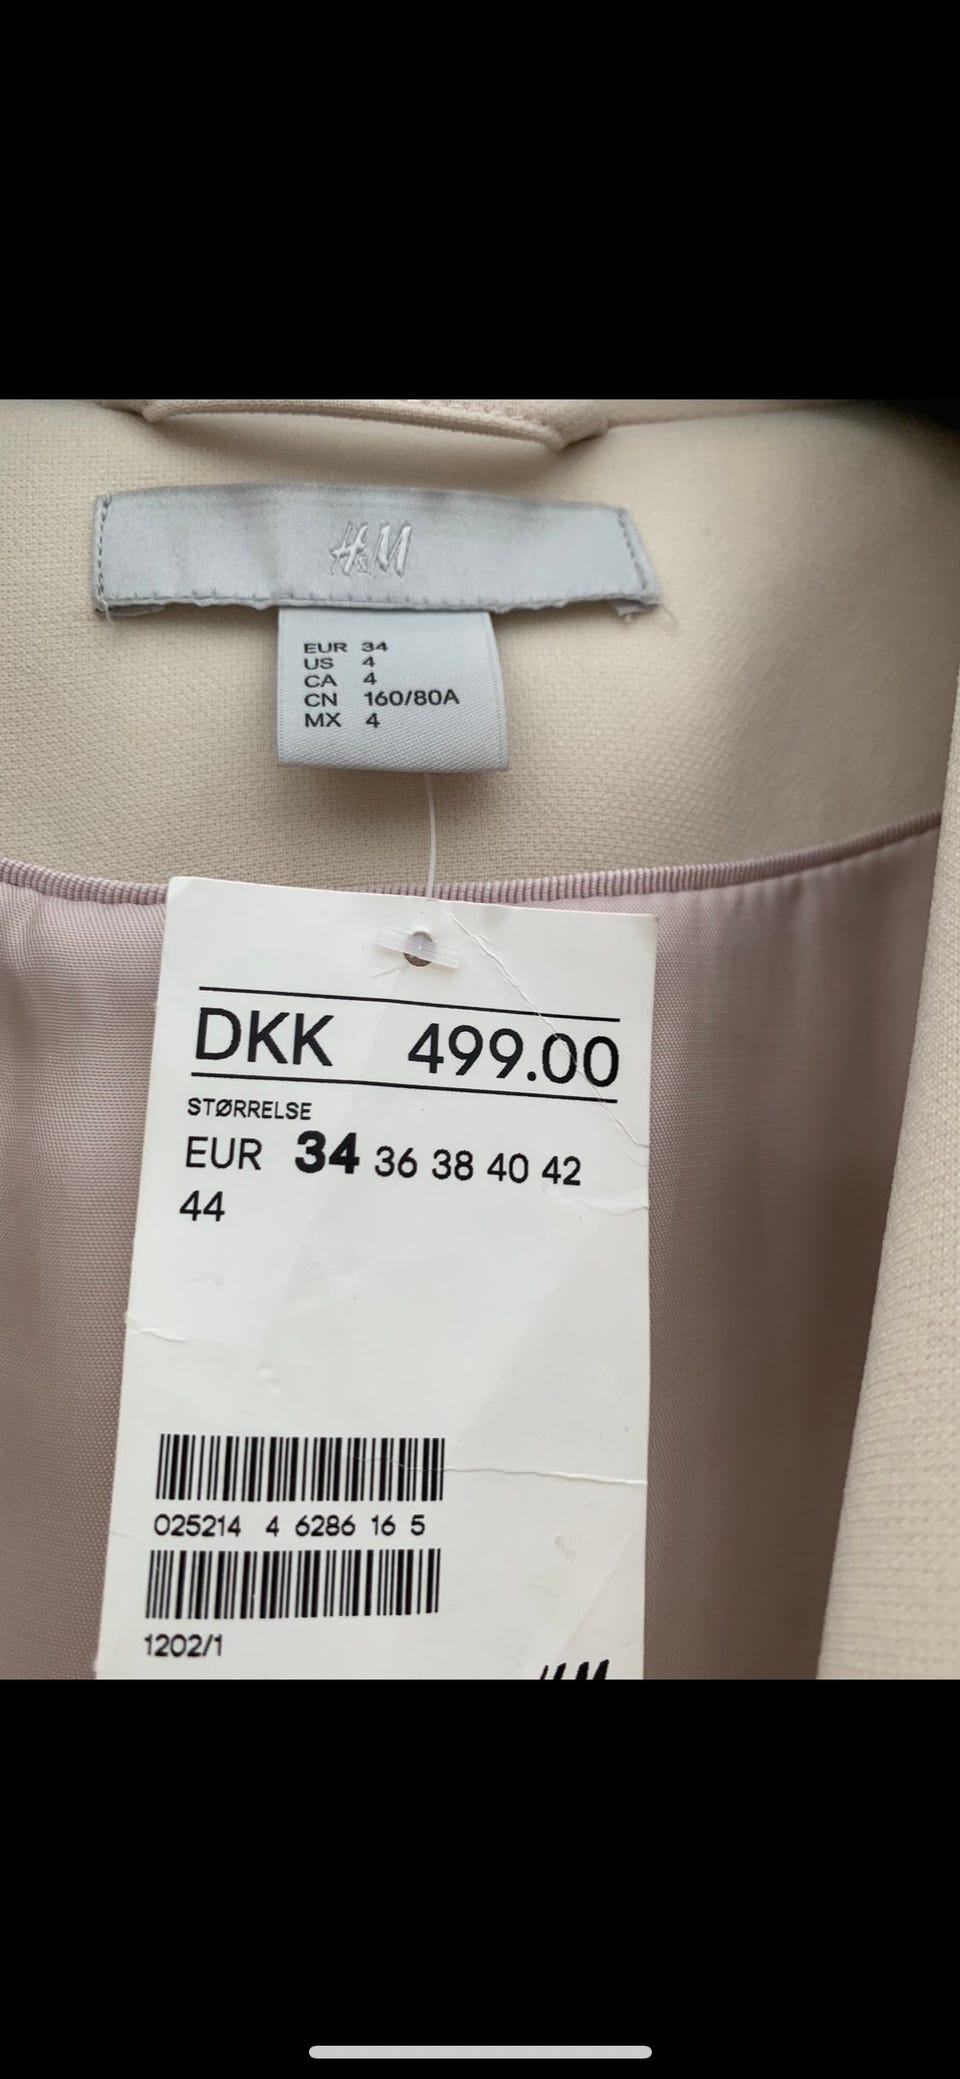 H&M
EUR 34
US 4
CA 4
CN 160/80A
MX 4
DKK 499.00
STØRRELSE
EUR 34 36 38 40 42
44
025214 4 6286 16 5
1202/1